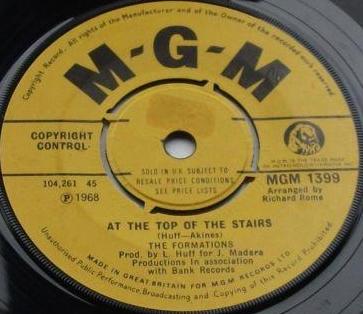 Copyright Record. All rights of the Manufacturer and of the Owner of the recorded work reserved.
M-G-M
COPYRIGHT
CONTROL
SOLD IN U.K. SUBJECT TO
RESALE PRICE CONDITIONS,
SEE PRICE LISTS
104,261 45
Ⓟ 1968
MGM 1399
Arranged by
Richard Rome
AT THE TOP OF THE STAIRS
(Huff—Akines)
THE FORMATIONS
Prod. by L. Huff for J. Madara
Productions In association
with Bank Records
Unauthorised Public Performance, Broadcasting and Copying of this Record Prohibited
MADE IN GREAT BRITAIN FOR M.G.M RECORDS LTD.